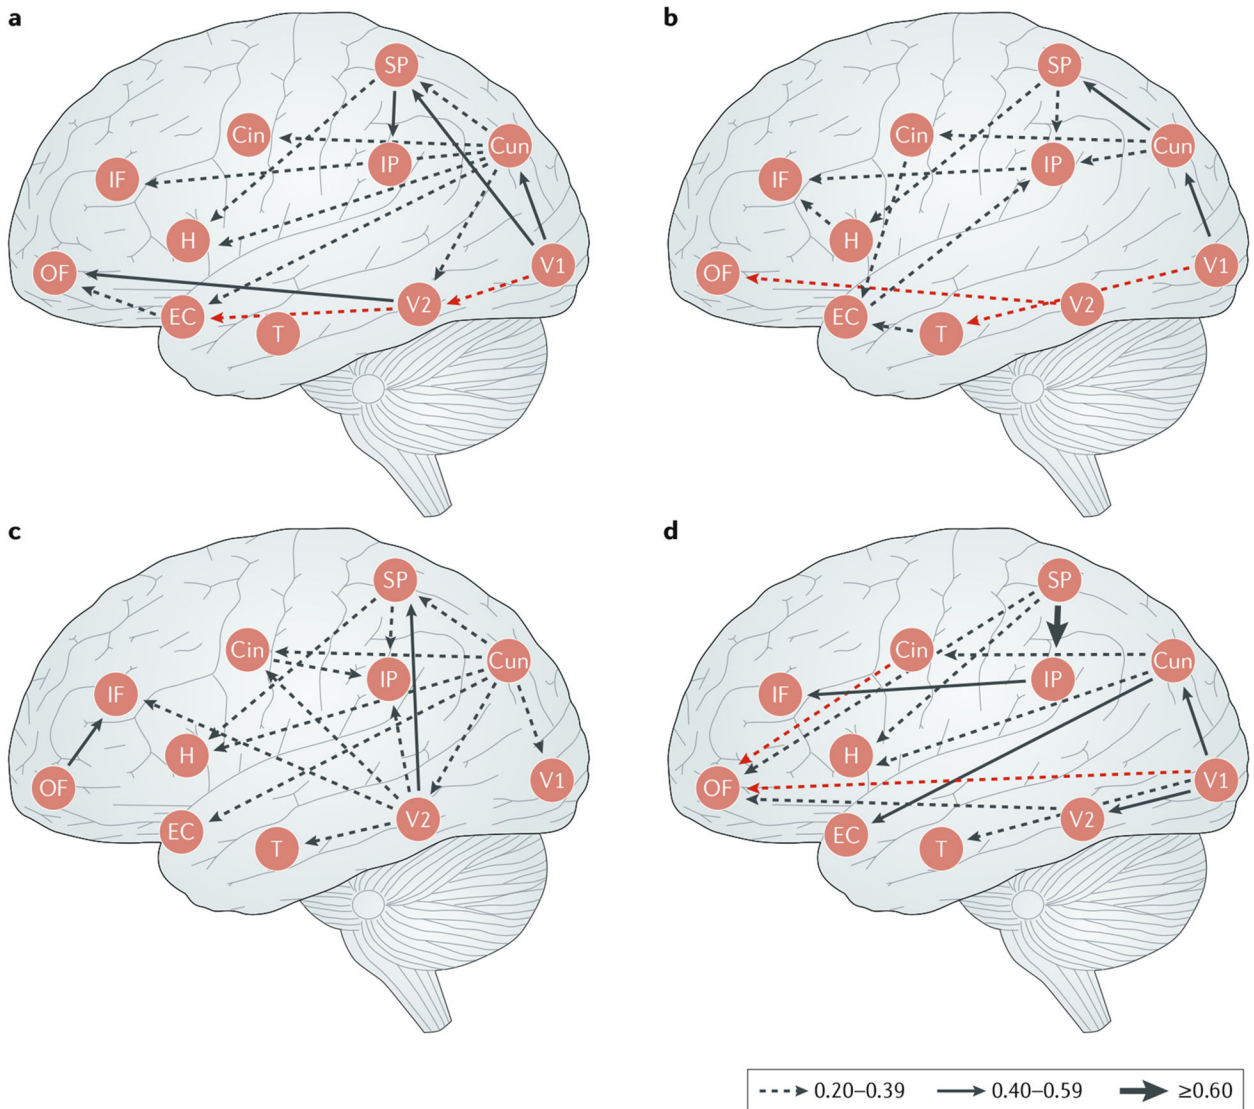 a
SP
Cin
Cun
IP
IF
H
OF
V1
EC
V2
T
b
SP
Cin
Cun
IP
IF
H
OF
V1
EC
V2
T
c
SP
Cin
Cun
IP
IF
H
OF
V1
EC
V2
T
d
SP
Cin
Cun
IP
IF
H
OF
V1
EC
V2
T
0.20–0.39 0.40–0.59 ≥0.60